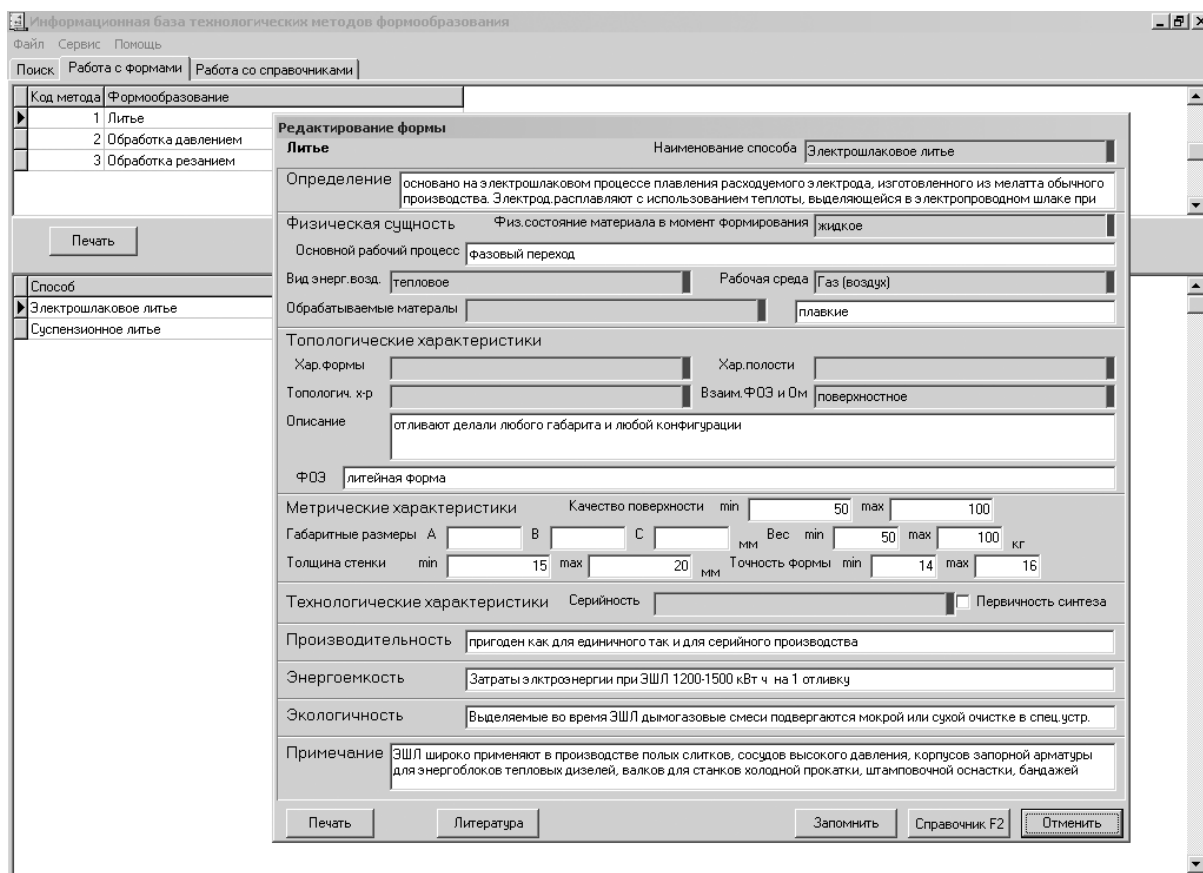 Информационная база технологических методов формообразования
Файл Сервис Помощь
Поиск Работа с формами Работа со справочниками
Код метода Формообразование
1 Литье
2 Обработка давлением
3 Обработка резанием
Печать
Способ
Электрошлаковое литье
Суспензионное литье
Редактирование формы
Литье Наименование способа Электрошлаковое литье
Определение основано на электрошлаковом процессе плавления расходуемого электрода, изготовленного из мелатта обычного
производства. Электрод.расплавляют с использованием теплоты, выделяющейся в электропроводном шлаке при
Физическая сущность Физ.состояние материала в момент формирования жидкое
Основной рабочий процесс фазовый переход
Вид энерг.возд. тепловое Рабочая среда Газ (воздух)
Обрабатываемые матералы плавкие
Топологические характеристики
Хар.формы Хар.полости
Топологич. х-р Взаим.ФОЭ и Ом поверхностное
Описание отливают делали любого габарита и любой конфигурации
ФОЭ литейная форма
Метрические характеристики Качество поверхности min 50 max 100
Габаритные размеры A B C мм Вес min 50 max 100 кг
Толщина стенки min 15 max 20 мм Точность формы min 14 max 16
Технологические характеристики Серийность Первичность синтеза
Производительность пригоден как для единичного так и для серийного производства
Энергоемкость Затраты элктроэнергии при ЭШЛ 1200-1500 кВт ч на 1 отливку
Экологичность Выделяемые во время ЭШЛ дымогазовые смеси подвергаются мокрой или сухой очистке в спец.устр.
Примечание ЭШЛ широко применяют в производстве полых слитков, сосудов высокого давления, корпусов запорной арматуры
для энергоблоков тепловых дизелей, валков для станков холодной прокатки, штамповочной оснастки, бандажей
Печать Литература Запомнить Справочник F2 Отменить